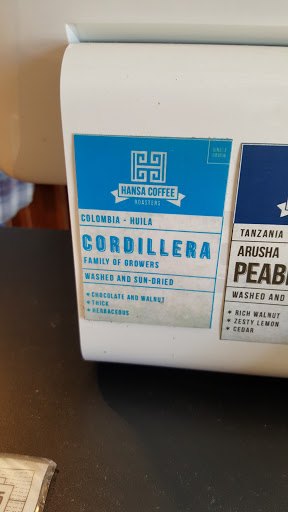 HANSA COFFEE
ROASTERS
COLOMBIA - HUILA
CORDILLERA
FAMILY OF GROWERS
WASHED AND SUN-DRIED
* CHOCOLATE AND WALNUT
* THICK
* HERBACEOUS
TANZANIA
ARUSHA
WASHED AND
* RICH WALNUT
* ZESTY LEMON
* CEDAR